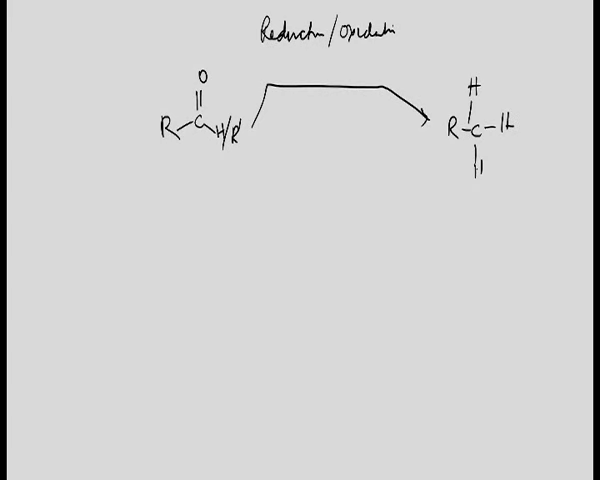 Reduction/oxidation
O
H
R-C-H/R'
R-C-H
H